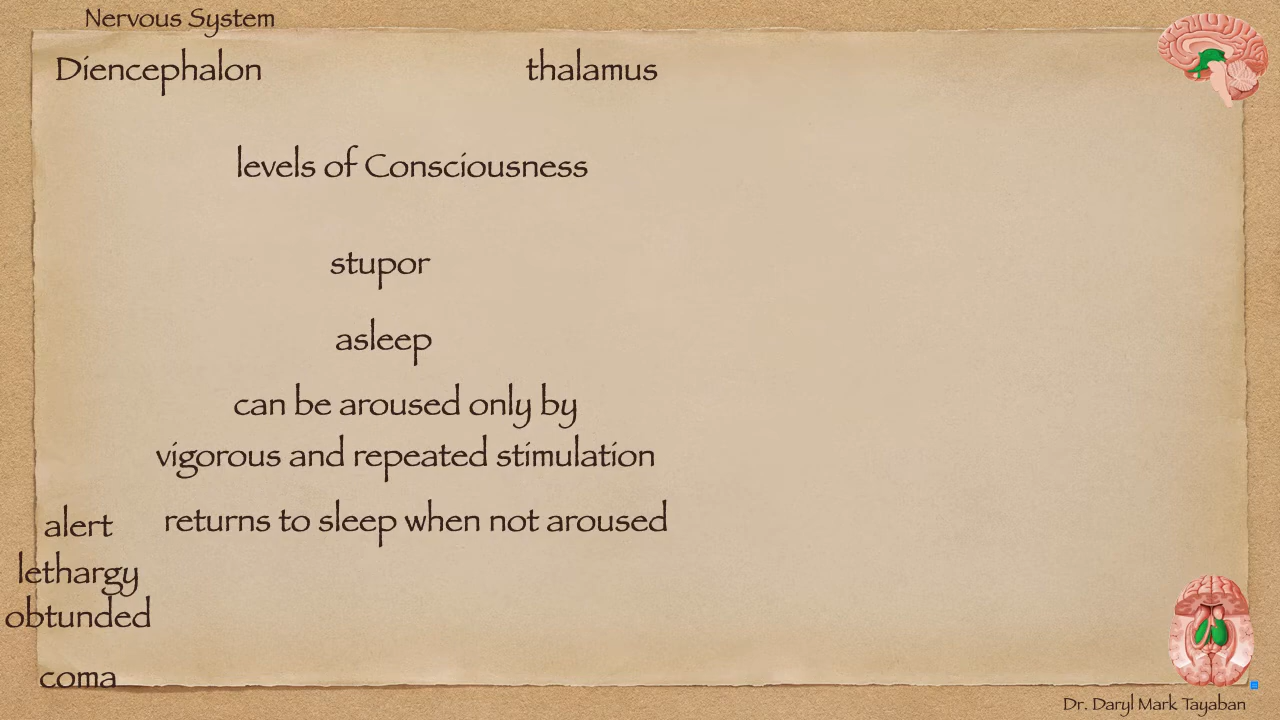 Nervous System
Diencephalon
thalamus
levels of Consciousness
stupor
asleep
can be aroused only by
vigorous and repeated stimulation
returns to sleep when not aroused
alert
lethargy
obtunded
coma
Dr. Daryl Mark Tayaban